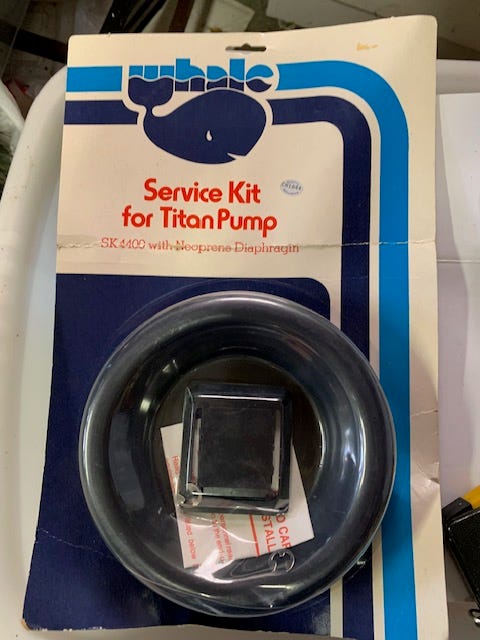 whale
Service Kit
for Titan Pump
SK 4400 with Neoprene Diaphragm